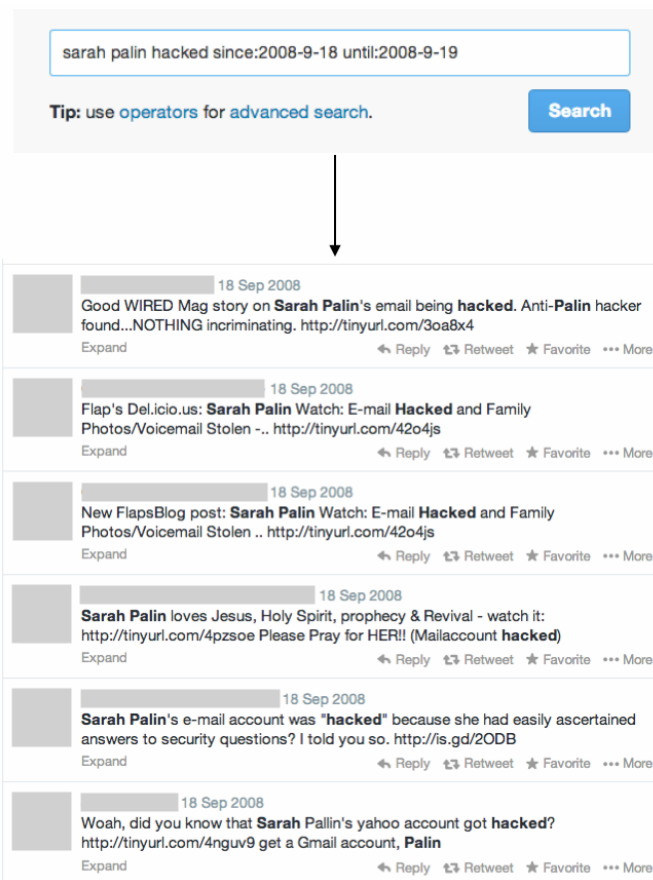 sarah palin hacked since:2008-9-18 until:2008-9-19
Tip: use operators for advanced search.
Search
18 Sep 2008
Good WIRED Mag story on Sarah Palin's email being hacked. Anti-Palin hacker
found...NOTHING incriminating. http://tinyurl.com/3oa8x4
Expand
Reply Retweet Favorite More
18 Sep 2008
Flap's Del.icio.us: Sarah Palin Watch: E-mail Hacked and Family
Photos/Voicemail Stolen -.. http://tinyurl.com/42o4js
Expand
Reply Retweet Favorite More
18 Sep 2008
New FlapsBlog post: Sarah Palin Watch: E-mail Hacked and Family
Photos/Voicemail Stolen .. http://tinyurl.com/42o4js
Expand
Reply Retweet Favorite More
18 Sep 2008
Sarah Palin loves Jesus, Holy Spirit, prophecy & Revival - watch it:
http://tinyurl.com/4pzsoe Please Pray for HER!! (Mailaccount hacked)
Expand
Reply Retweet Favorite More
18 Sep 2008
Sarah Palin's e-mail account was "hacked" because she had easily ascertained
answers to security questions? I told you so. http://is.gd/2ODB
Expand
Reply Retweet Favorite More
18 Sep 2008
Woah, did you know that Sarah Pallin's yahoo account got hacked?
http://tinyurl.com/4nguv9 get a Gmail account, Palin
Expand
Reply Retweet Favorite More